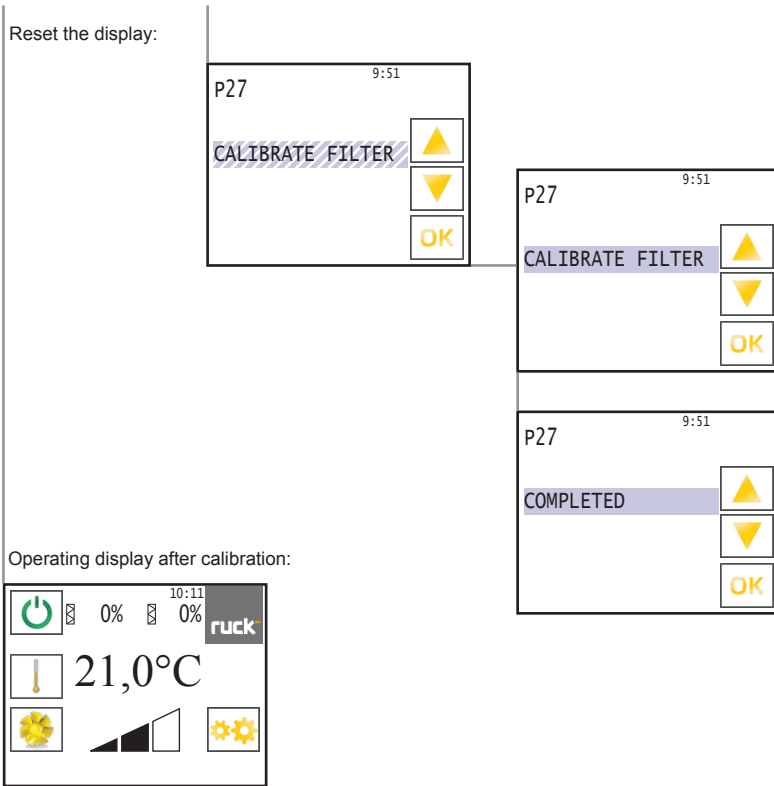 Reset the display:
9:51
P27
CALIBRATE FILTER
OK
9:51
P27
CALIBRATE FILTER
OK
9:51
P27
COMPLETED
OK
Operating display after calibration:
10:11
0% 0%
ruck
21,0°C